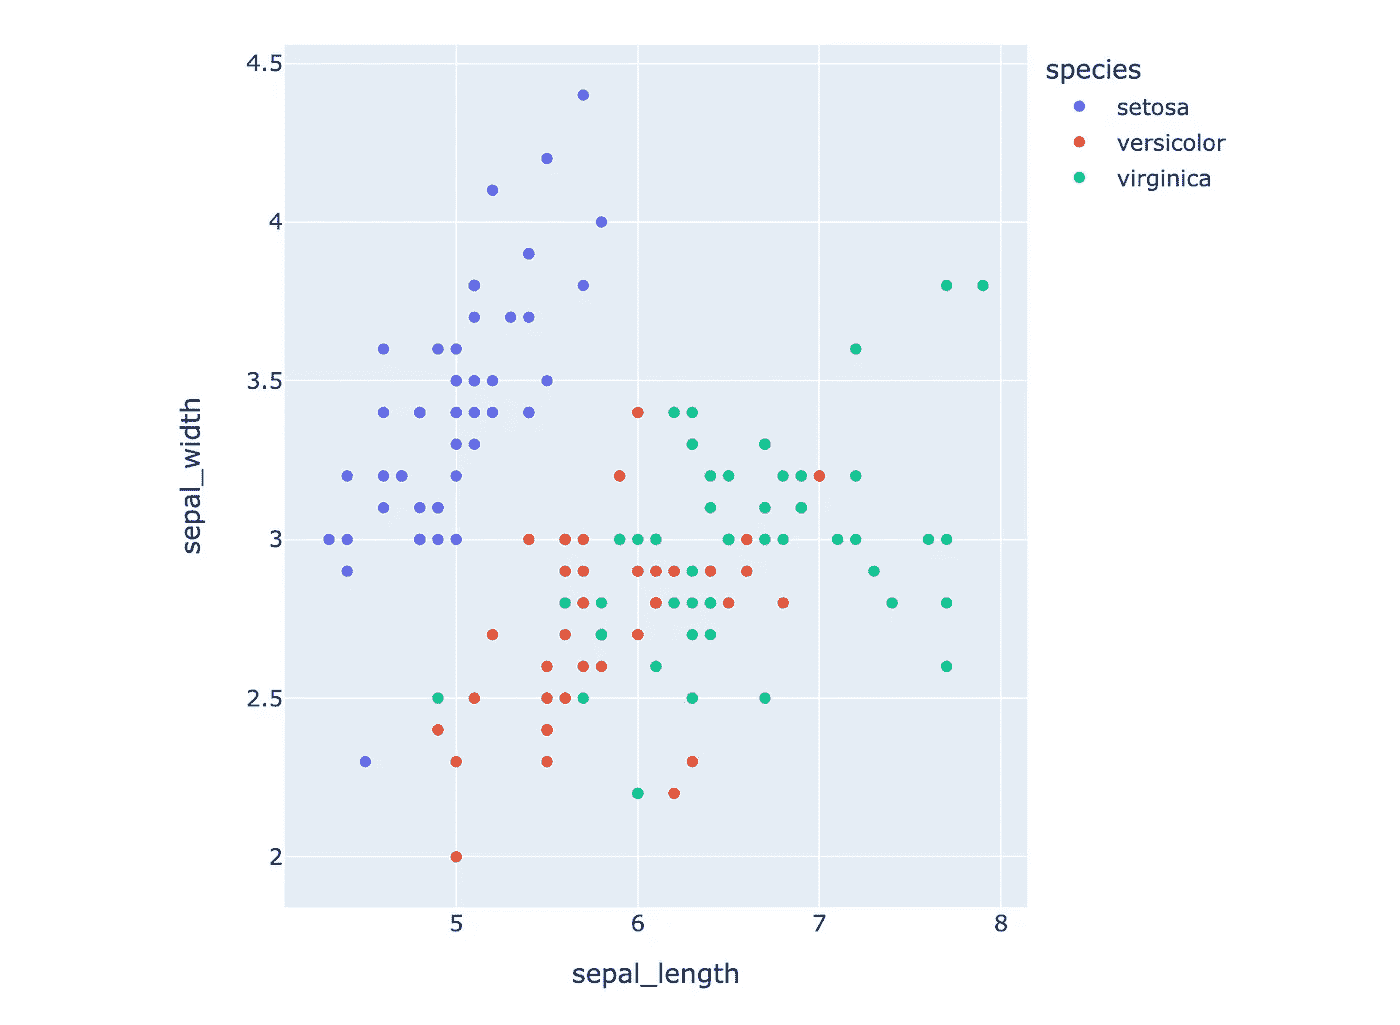 species
setosa
versicolor
virginica
4.5
4
3.5
3
2.5
2
sepal_width
5 6 7 8
sepal_length